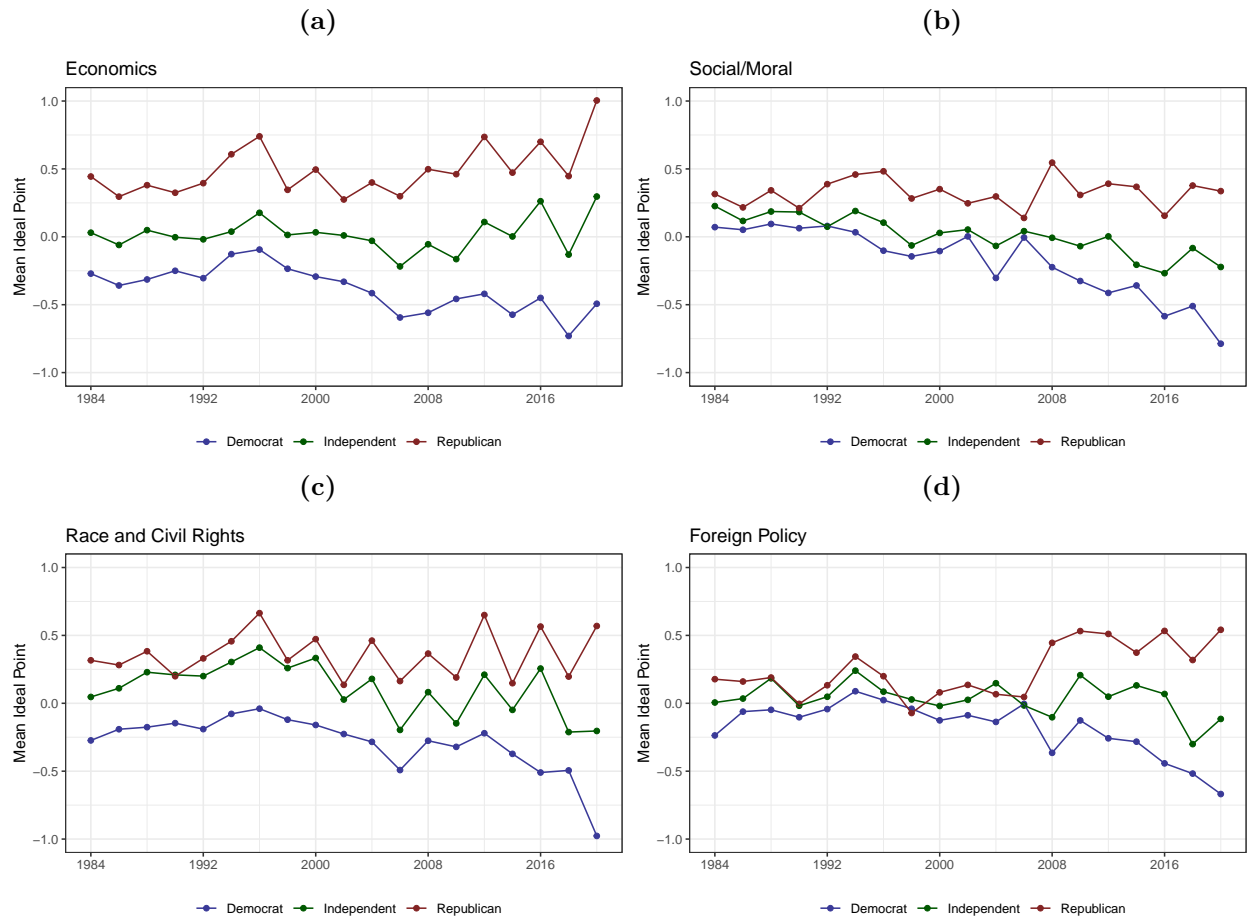 (a)
Economics
Mean Ideal Point
1.0
0.5
0.0
−0.5
−1.0
1984 1992 2000 2008 2016
Democrat Independent Republican
(b)
Social/Moral
Mean Ideal Point
1.0
0.5
0.0
−0.5
−1.0
1984 1992 2000 2008 2016
Democrat Independent Republican
(c)
Race and Civil Rights
Mean Ideal Point
1.0
0.5
0.0
−0.5
−1.0
1984 1992 2000 2008 2016
Democrat Independent Republican
(d)
Foreign Policy
Mean Ideal Point
1.0
0.5
0.0
−0.5
−1.0
1984 1992 2000 2008 2016
Democrat Independent Republican